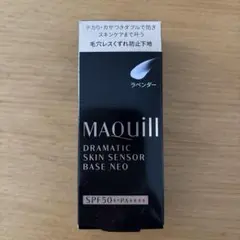 テカリ・カサつきダブルで防ぎ
スキンケアまで叶う
毛穴レスくずれ防止下地
ラベンダー
MAQuill
DRAMATIC
SKIN SENSOR
BASE NEO
SPF50+・PA++++